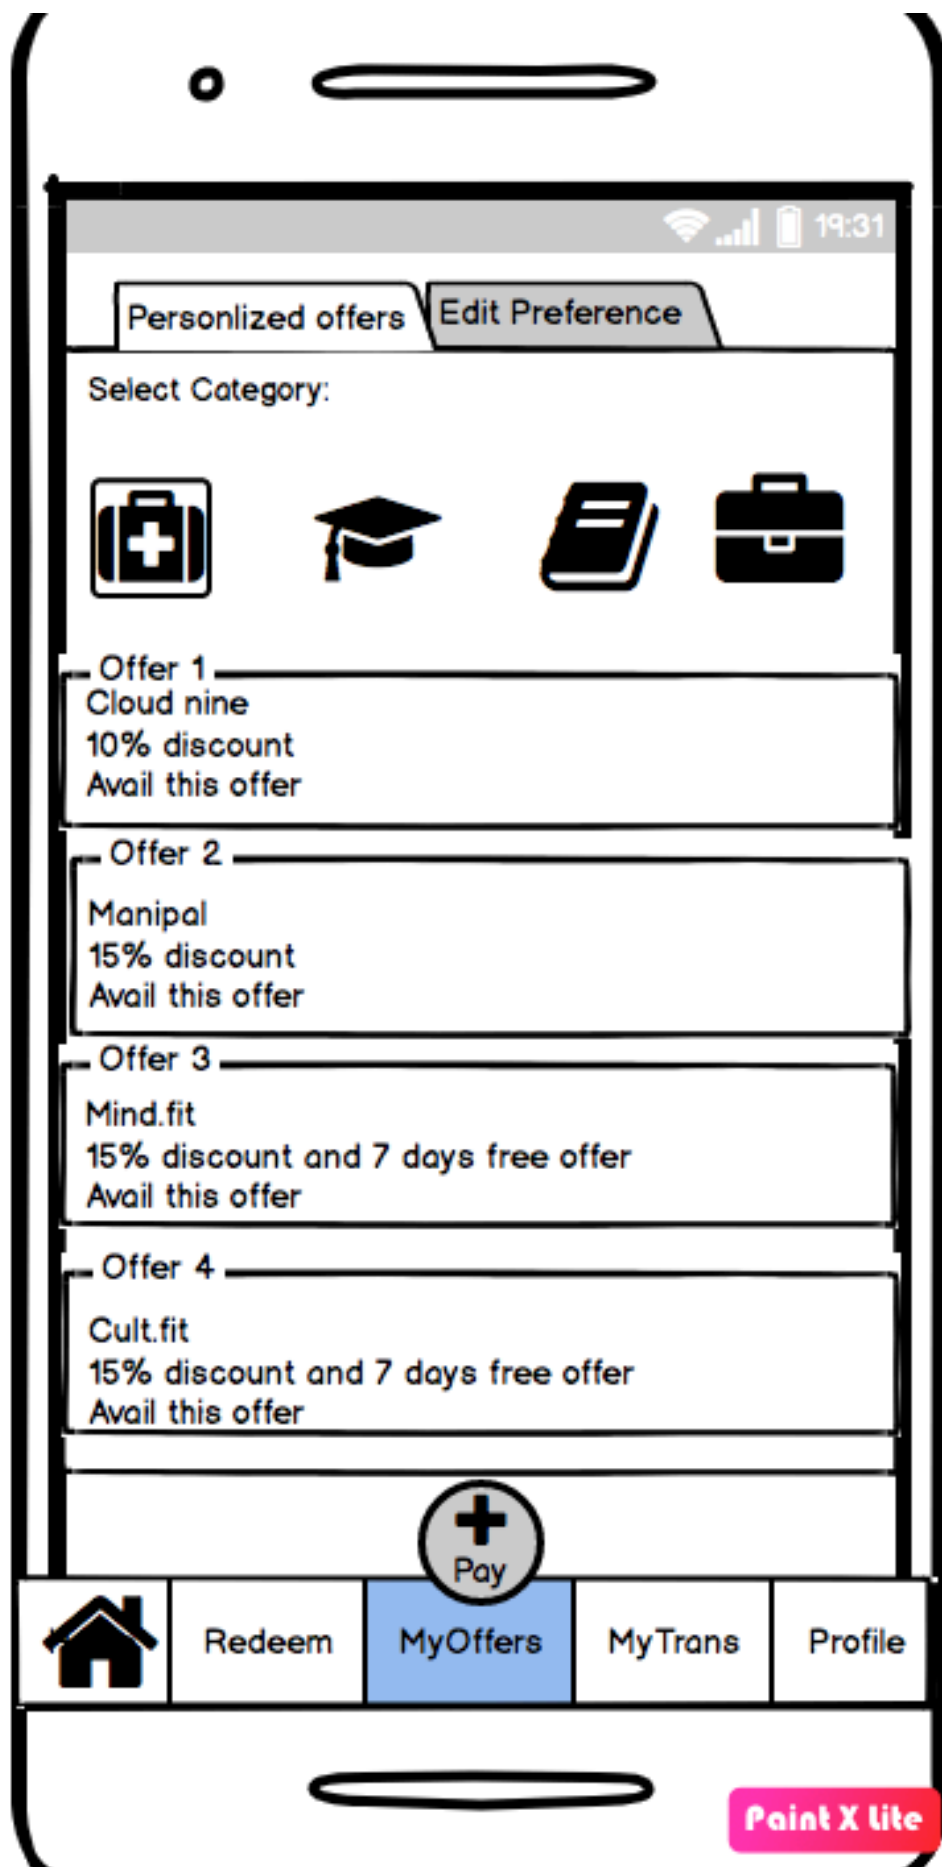 19:31
Personlized offers
Edit Preference
Select Category:
Offer 1
Cloud nine
10% discount
Avail this offer
Offer 2
Manipal
15% discount
Avail this offer
Offer 3
Mind.fit
15% discount and 7 days free offer
Avail this offer
Offer 4
Cult.fit
15% discount and 7 days free offer
Avail this offer
Pay
Redeem
MyOffers
MyTrans
Profile
Paint X lite